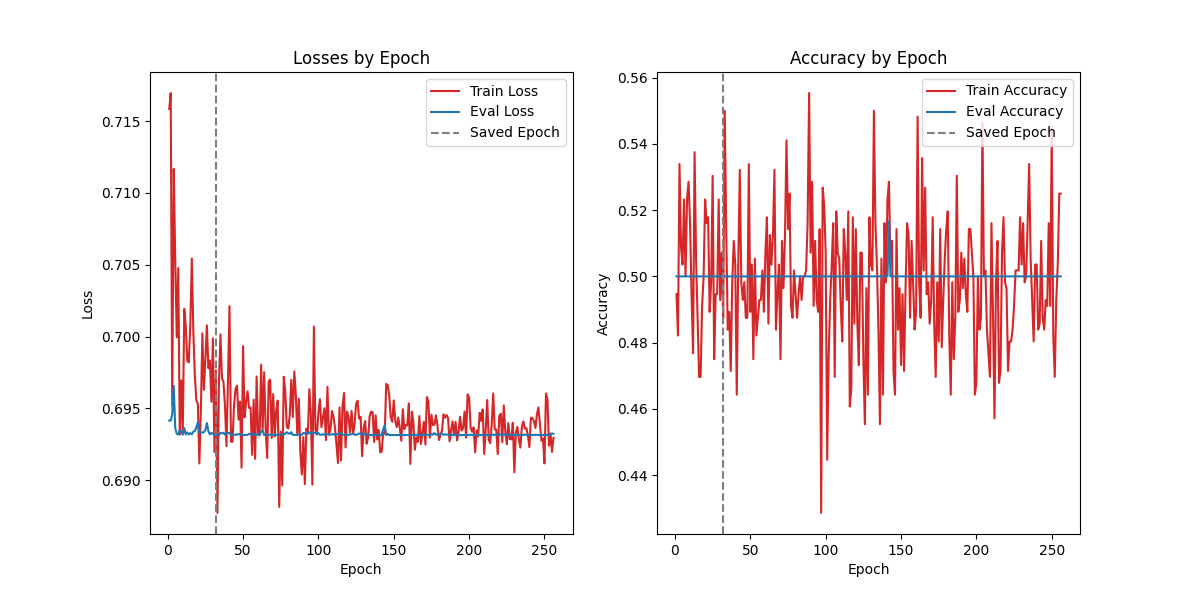 Losses by Epoch
Train Loss
Eval Loss
Saved Epoch
0.715
0.710
0.705
0.700
0.695
0.690
Loss
0
50
100
150
200
250
Epoch
Accuracy by Epoch
Train Accuracy
Eval Accuracy
Saved Epoch
0.56
0.54
0.52
0.50
0.48
0.46
0.44
Accuracy
0
50
100
150
200
250
Epoch